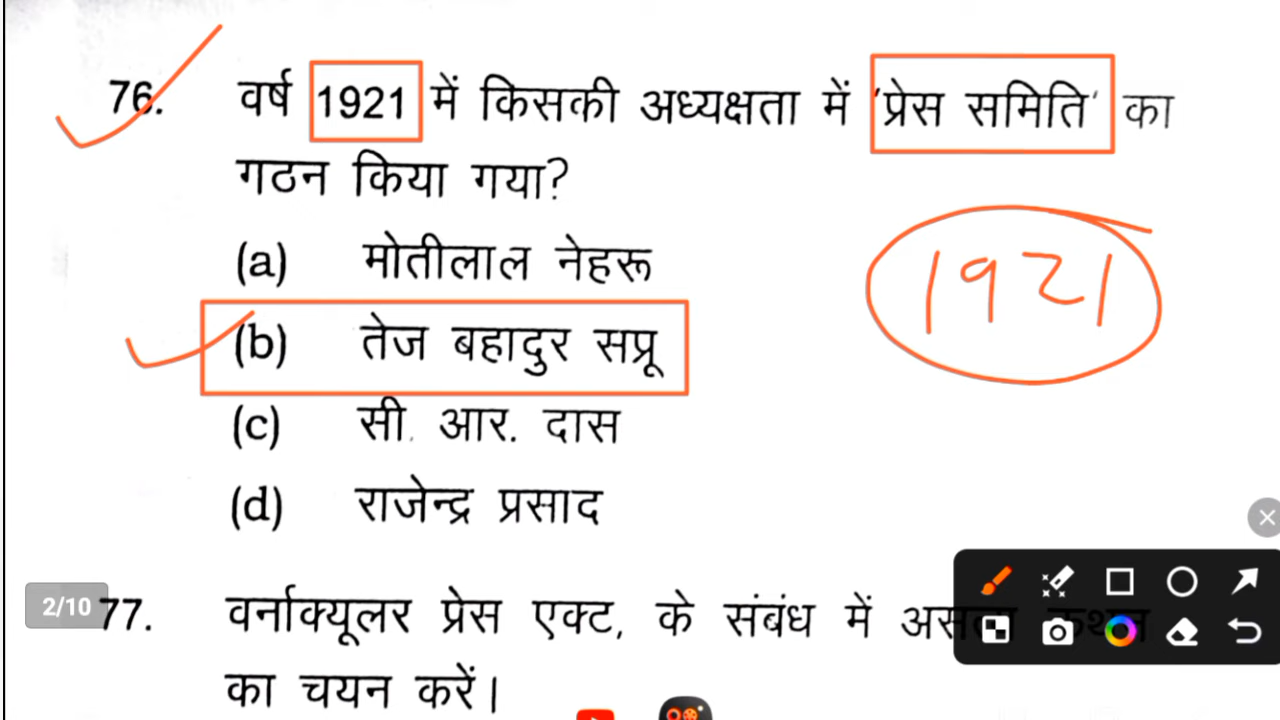 76. वर्ष 1921 में किसकी अध्यक्षता में 'प्रेस समिति' का
गठन किया गया?
(a) मोतीलाल नेहरू
1921
(b) तेज बहादुर सप्रू
(c) सी. आर. दास
(d) राजेन्द्र प्रसाद
2/10
77. वर्नाक्यूलर प्रेस एक्ट, के संबंध में
का चयन करें।